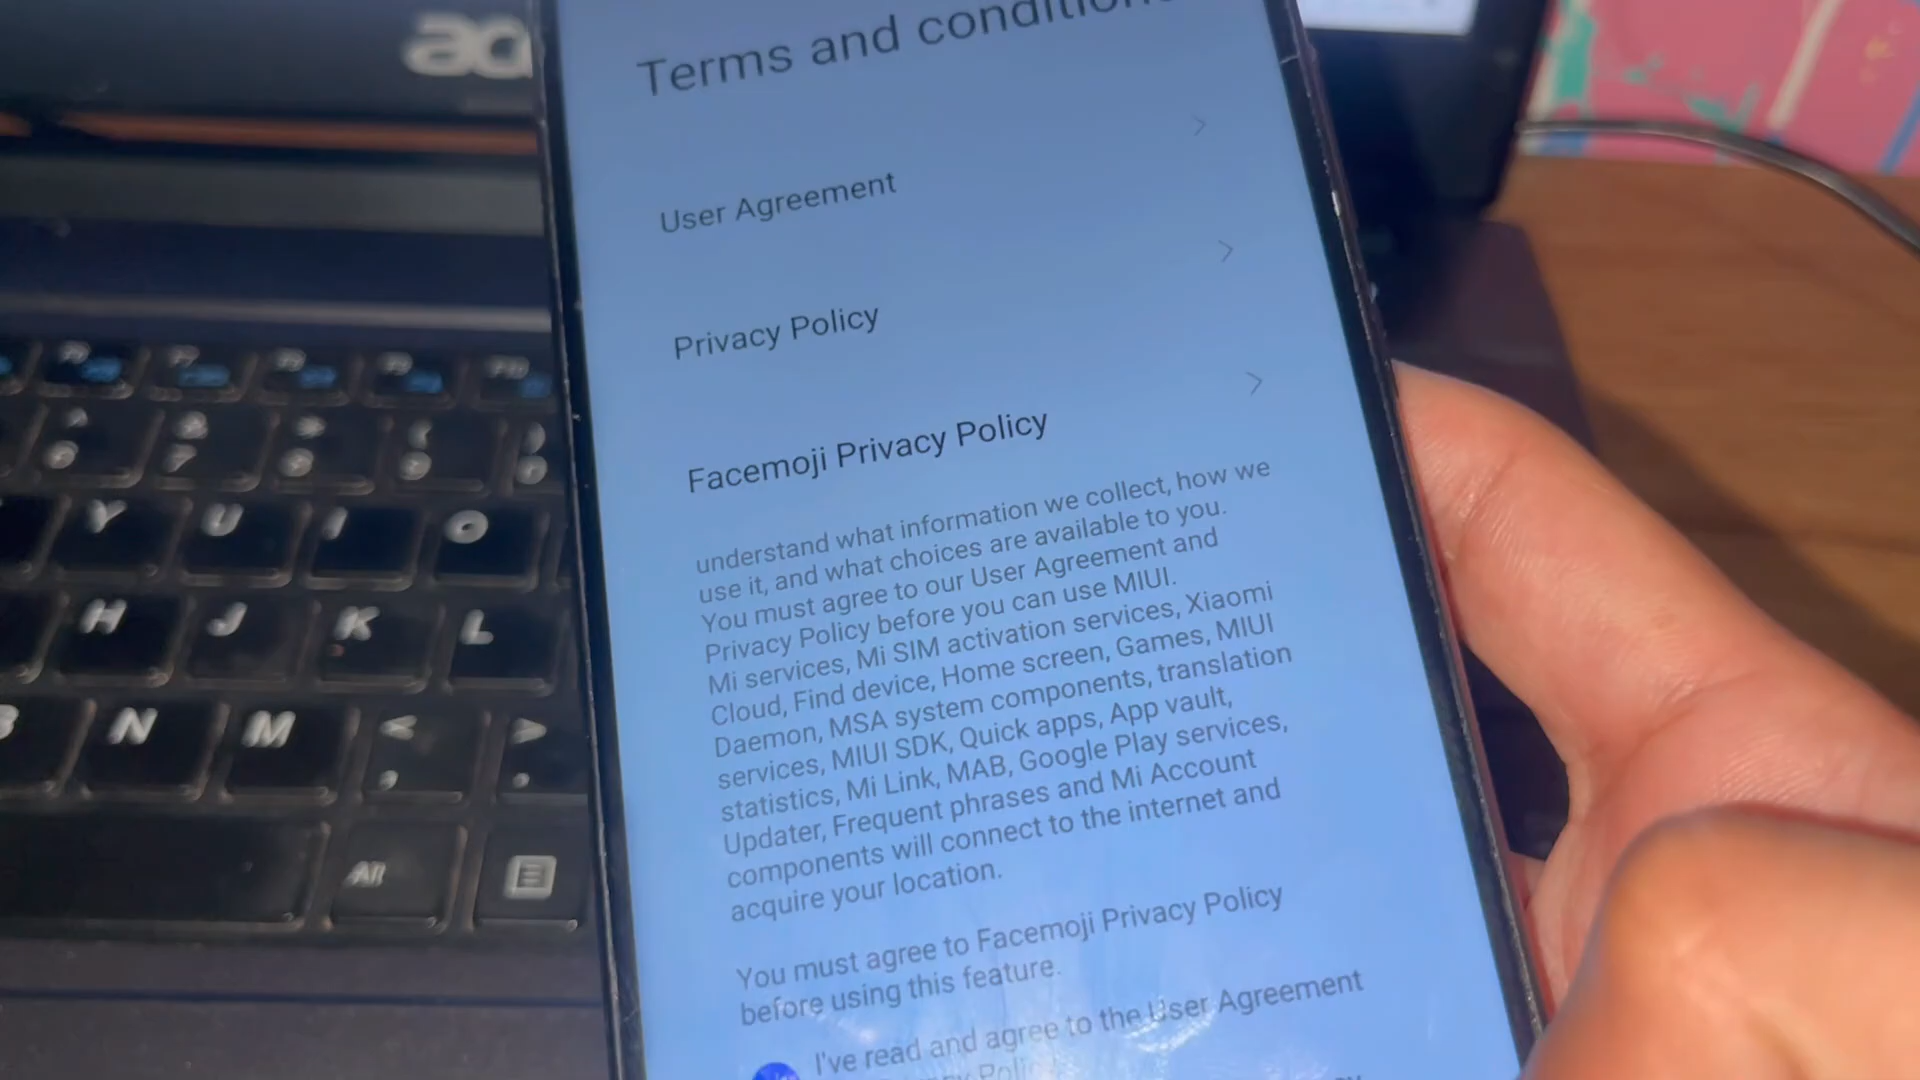 Terms and
User Agreement
Privacy Policy
Facemoji Privacy Policy
understand what information we collect, how we
use it, and what choices are available to you.
You must agree to our User Agreement and
Privacy Policy before you can use MIUI.
Mi services, Mi SIM activation services, Xiaomi
Cloud, Find device, Home screen, Games, MIUI
Daemon, MSA system components, translation
services, MIUI SDK, Quick apps, App vault,
statistics, Mi Link, MAB, Google Play services,
Updater, Frequent phrases and Mi Account
components will connect to the internet and
acquire your location.
You must agree to Facemoji Privacy Policy
before using this feature.
I've read and agree to the User Agreement
Y U I O
H J K L
N M < ,
> .
Alt